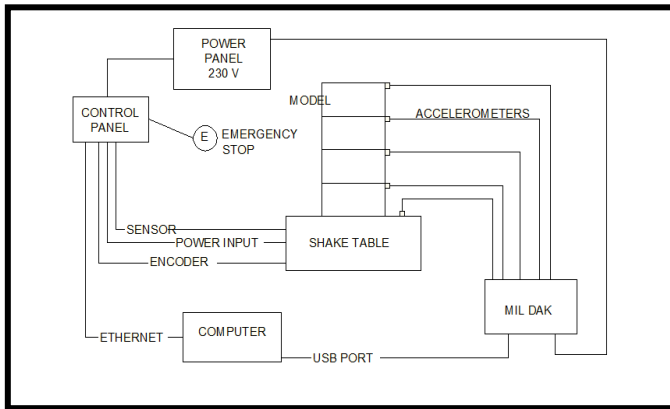 POWER
PANEL
230 V
MODEL
CONTROL
PANEL
ACCELEROMETERS
E
EMERGENCY
STOP
SENSOR
POWER INPUT
SHAKE TABLE
ENCODER
MIL DAK
COMPUTER
ETHERNET
USB PORT